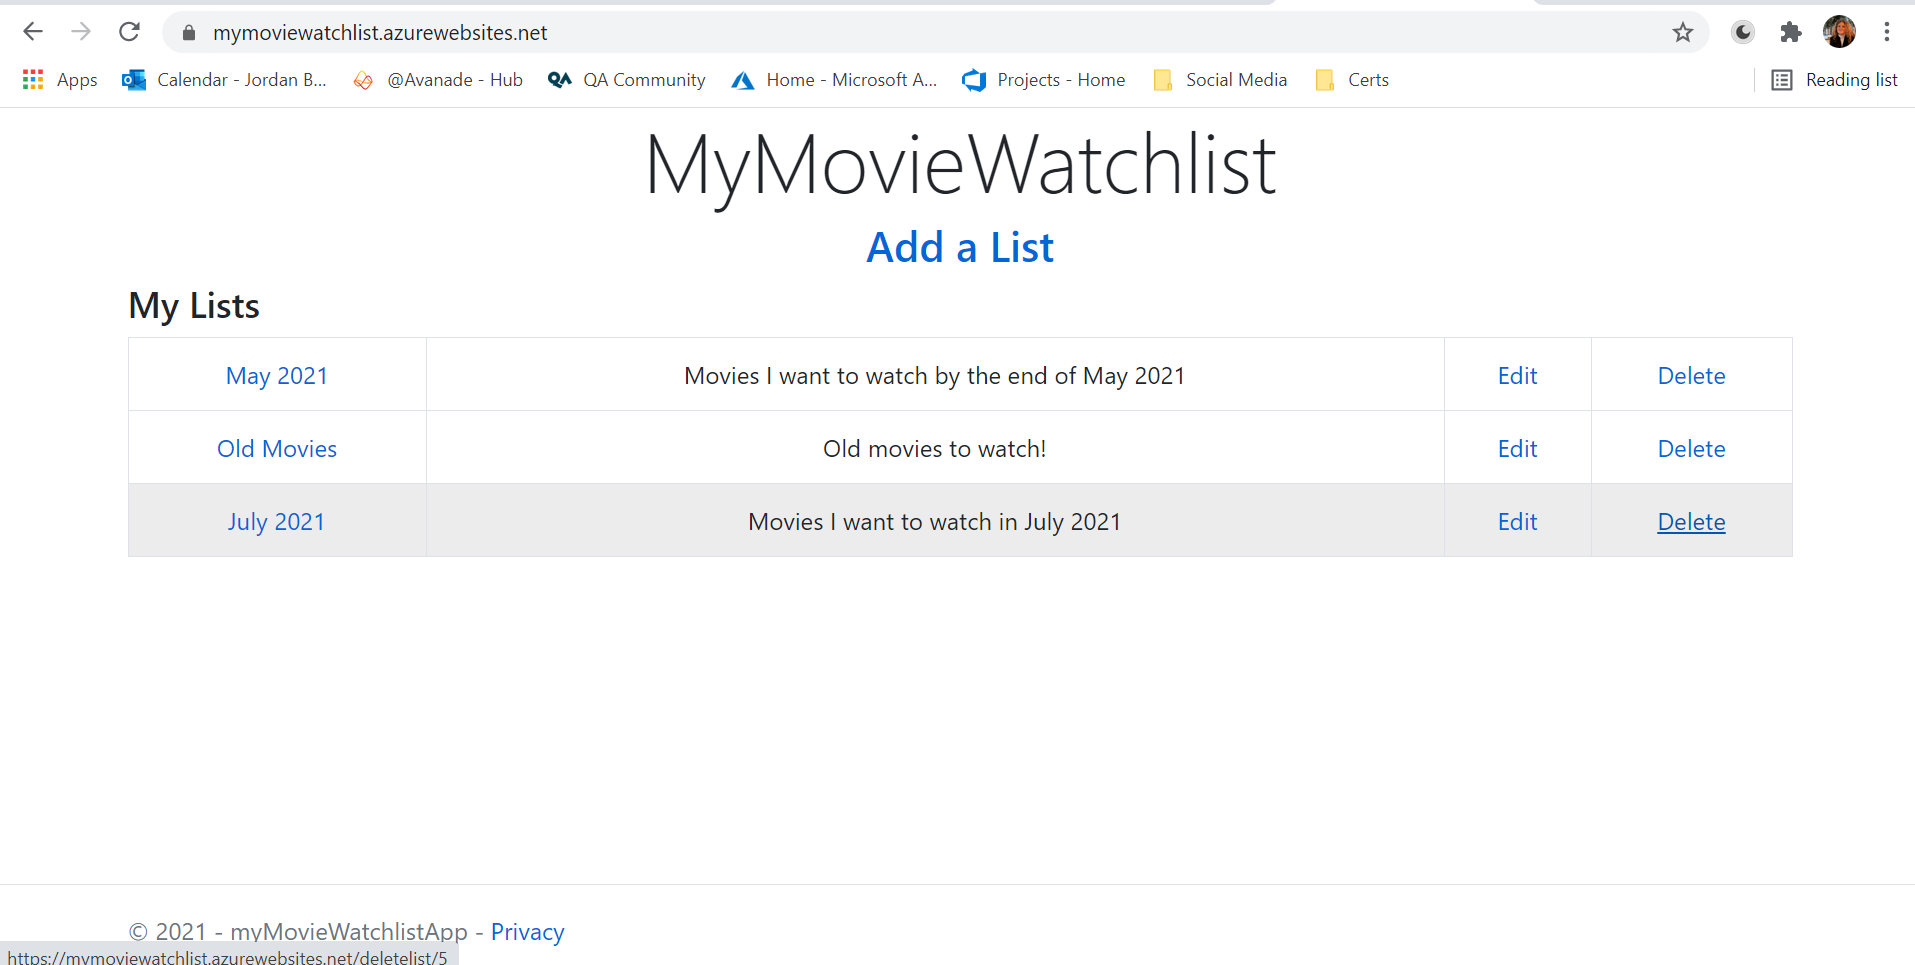 mymoviewatchlist.azurewebsites.net
Apps Calendar - Jordan B... @Avanade - Hub QA QA Community Home - Microsoft A... Projects - Home Social Media Certs Reading list
MyMovieWatchlist
Add a List
My Lists
May 2021 Movies I want to watch by the end of May 2021 Edit Delete
Old Movies Old movies to watch! Edit Delete
July 2021 Movies I want to watch in July 2021 Edit Delete
© 2021 - myMovieWatchlistApp - Privacy
https://mymoviewatchlist.azurewebsites.net/deletelist/5